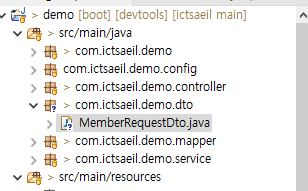 demo [boot] [devtools] [ictsaeil main]
> src/main/java
> com.ictsaeil.demo
com.ictsaeil.demo.config
> com.ictsaeil.demo.controller
> com.ictsaeil.demo.dto
MemberRequestDto.java
> com.ictsaeil.demo.mapper
> com.ictsaeil.demo.service
> src/main/resources